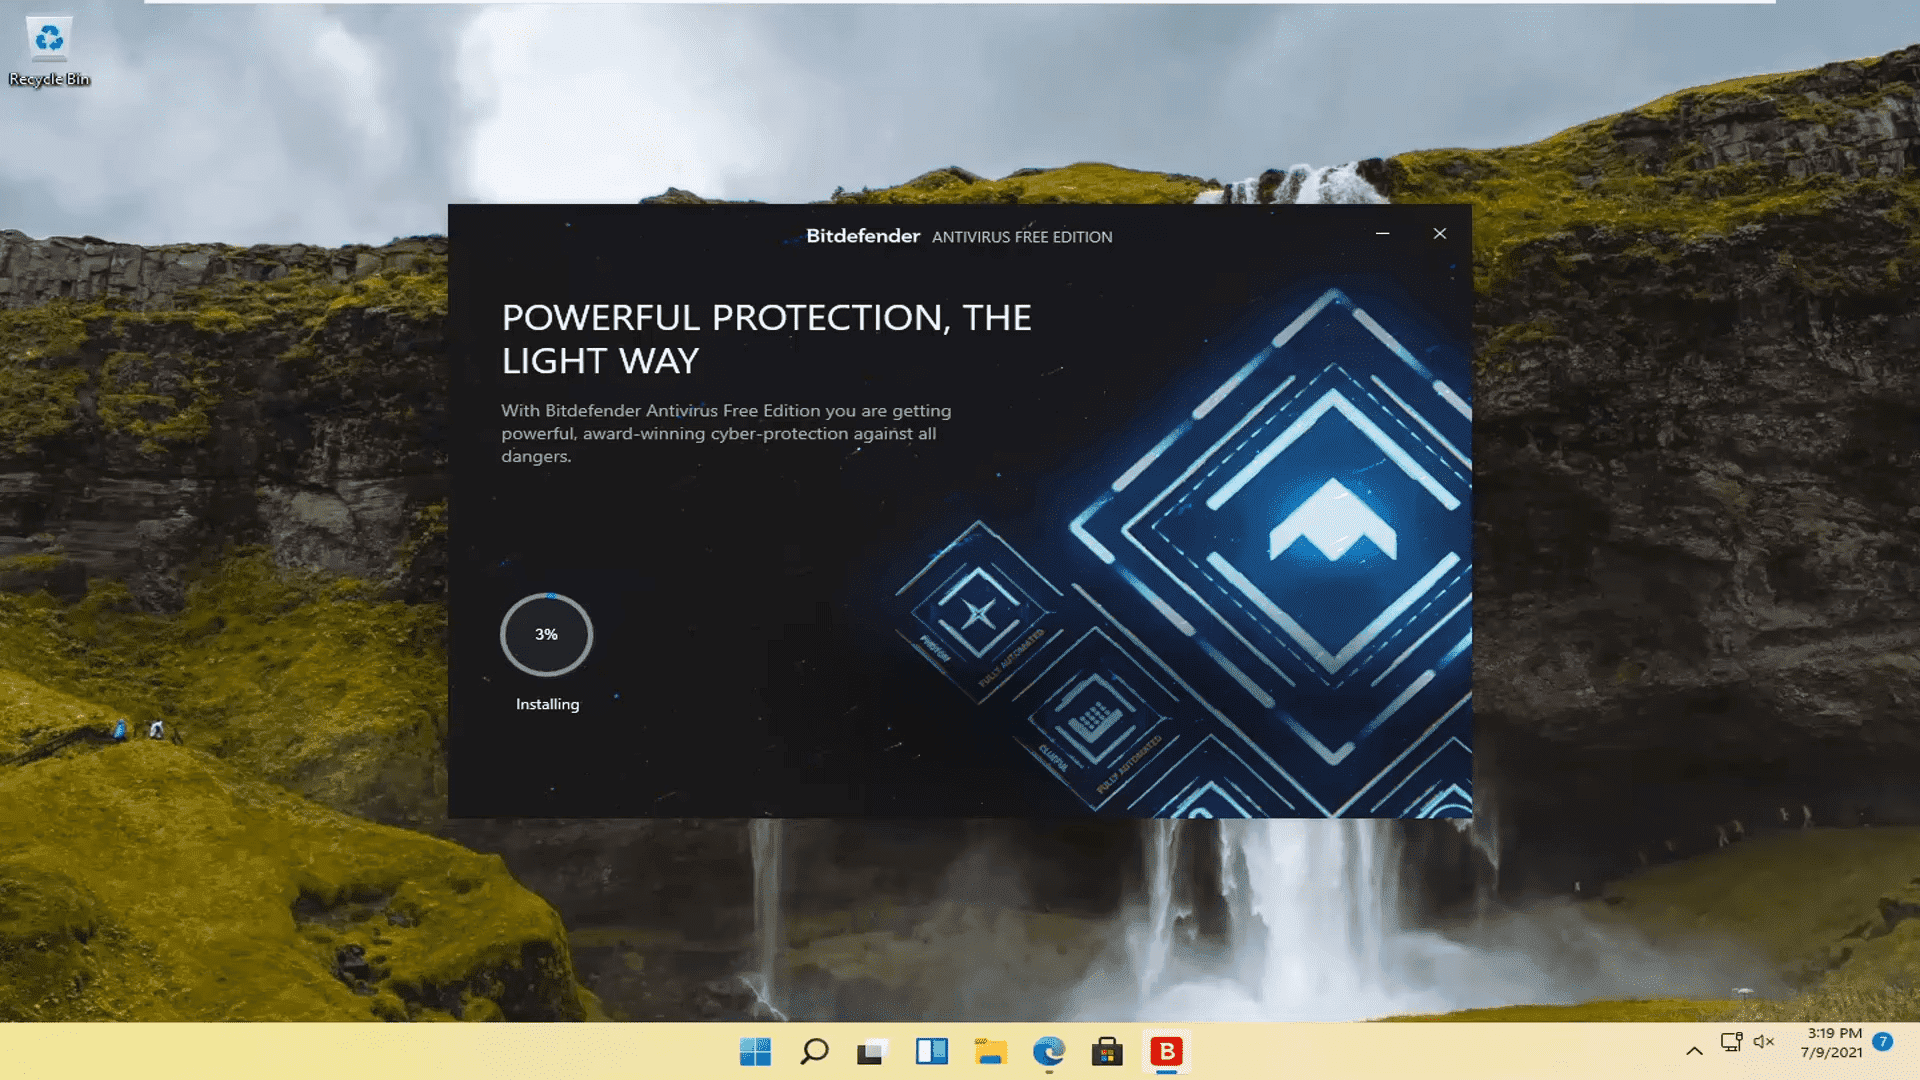 Recycle Bin
Bitdefender ANTIVIRUS FREE EDITION
POWERFUL PROTECTION, THE
LIGHT WAY
With Bitdefender Antivirus Free Edition you are getting
powerful, award-winning cyber-protection against all
dangers.
3%
Installing
PHOTON
FULLY AUTOMATED
CLUEFUL
FULLY AUTOMATED
B
3:19 PM
7/9/2021
7